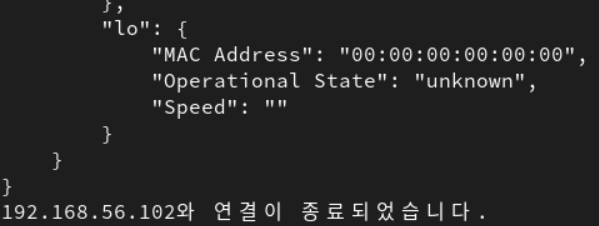 },
"lo": {
"MAC Address": "00:00:00:00:00:00",
"Operational State": "unknown",
"Speed": ""
}
}
}
192.168.56.102와 연결이 종료되었습니다.